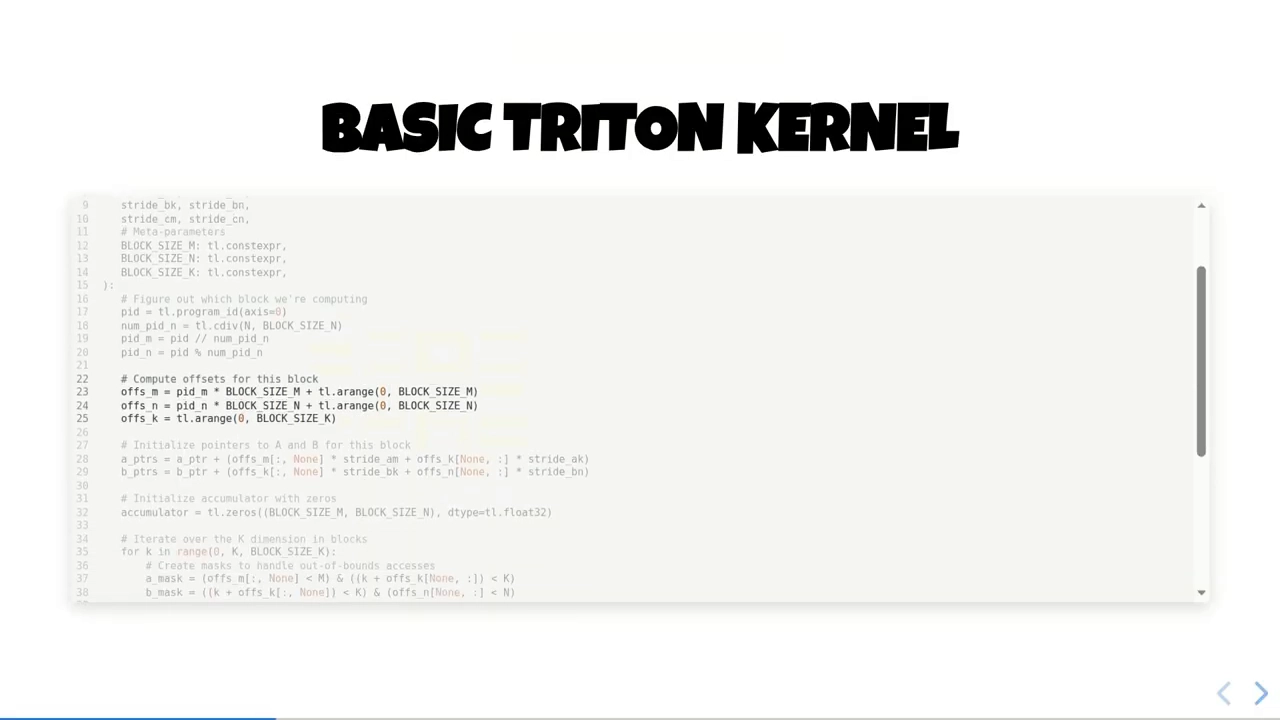 BASIC TRITON KERNEL
9 stride_bk, stride_bn,
10 stride_cm, stride_cn,
11 # Meta-parameters
12 BLOCK_SIZE_M: tl.constexpr,
13 BLOCK_SIZE_N: tl.constexpr,
14 BLOCK_SIZE_K: tl.constexpr,
15 ):
16 # Figure out which block we're computing
17 pid = tl.program_id(axis=0)
18 num_pid_n = tl.cdiv(N, BLOCK_SIZE_N)
19 pid_m = pid // num_pid_n
20 pid_n = pid % num_pid_n
21
22 # Compute offsets for this block
23 offs_m = pid_m * BLOCK_SIZE_M + tl.arange(0, BLOCK_SIZE_M)
24 offs_n = pid_n * BLOCK_SIZE_N + tl.arange(0, BLOCK_SIZE_N)
25 offs_k = tl.arange(0, BLOCK_SIZE_K)
26
27 # Initialize pointers to A and B for this block
28 a_ptrs = a_ptr + (offs_m[:, None] * stride_am + offs_k[None, :] * stride_ak)
29 b_ptrs = b_ptr + (offs_k[:, None] * stride_bk + offs_n[None, :] * stride_bn)
30
31 # Initialize accumulator with zeros
32 accumulator = tl.zeros((BLOCK_SIZE_M, BLOCK_SIZE_N), dtype=tl.float32)
33
34 # Iterate over the K dimension in blocks
35 for k in range(0, K, BLOCK_SIZE_K):
36 # Create masks to handle out-of-bounds accesses
37 a_mask = (offs_m[:, None] < M) & ((k + offs_k[None, :]) < K)
38 b_mask = ((k + offs_k[:, None]) < K) & (offs_n[None, :] < N)